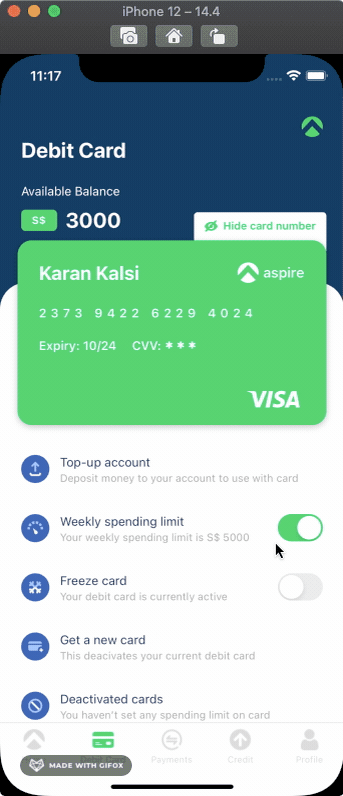 iPhone 12 – 14.4
11:17
Debit Card
Available Balance
S$ 3000
Hide card number
Karan Kalsi
aspire
2373 9422 6229 4024
Expiry: 10/24 CVV: ***
VISA
Top-up account
Deposit money to your account to use with card
Weekly spending limit
Your weekly spending limit is S$ 5000
Freeze card
Your debit card is currently active
Get a new card
This deacivates your current debit card
Deactivated cards
You haven't set any spending limit on card
Payments
Credit
Profile
MADE WITH GIFOX